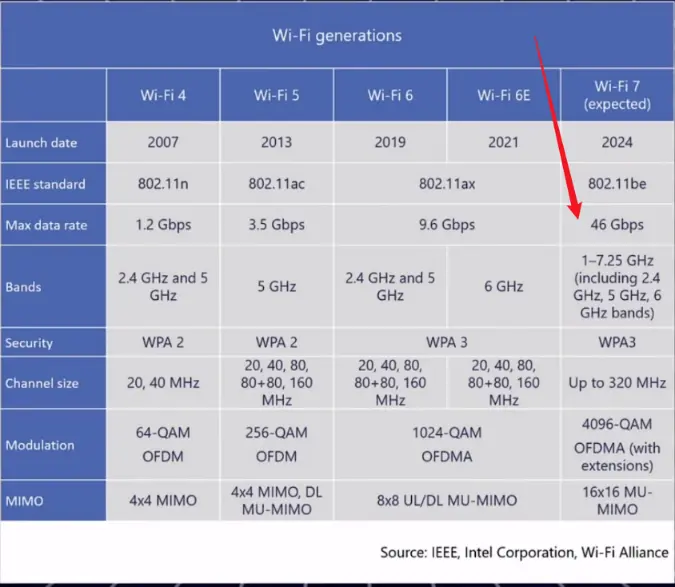 Wi-Fi generations
Wi-Fi 4 Wi-Fi 5 Wi-Fi 6 Wi-Fi 6E Wi-Fi 7
(expected)
Launch date 2007 2013 2019 2021 2024
IEEE standard 802.11n 802.11ac 802.11ax 802.11be
Max data rate 1.2 Gbps 3.5 Gbps 9.6 Gbps 46 Gbps
Bands
2.4 GHz and 5
GHz
5 GHz
2.4 GHz and 5
GHz
6 GHz
1–7.25 GHz
(including 2.4
GHz, 5 GHz, 6
GHz bands)
Security WPA 2 WPA 2 WPA 3 WPA3
Channel size
20, 40 MHz
20, 40, 80,
80+80, 160
MHz
20, 40, 80,
80+80, 160
MHz
20, 40, 80,
80+80, 160
MHz
Up to 320 MHz
Modulation
64-QAM
OFDM
256-QAM
OFDM
1024-QAM
OFDMA
4096-QAM
OFDMA (with
extensions)
MIMO
4x4 MIMO
4x4 MIMO, DL
MU-MIMO
8x8 UL/DL MU-MIMO
16x16 MU-
MIMO
Source: IEEE, Intel Corporation, Wi-Fi Alliance